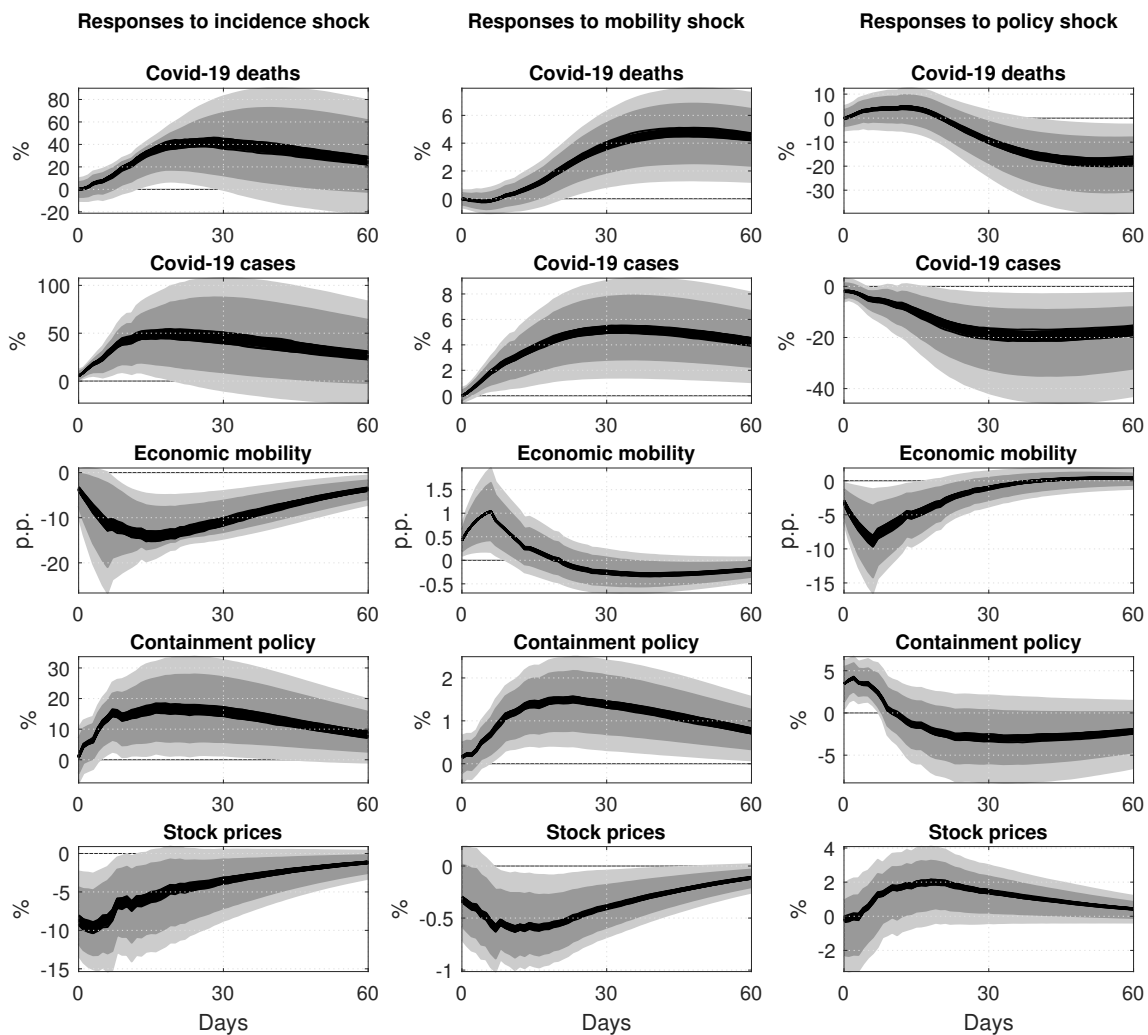 Responses to incidence shock Responses to mobility shock Responses to policy shock
Covid-19 deaths Covid-19 deaths Covid-19 deaths
% 80 60 40 20 0 -20 0 30 60
% 6 4 2 0 0 30 60
% 10 0 -10 -20 -30 0 30 60
Covid-19 cases Covid-19 cases Covid-19 cases
% 100 50 0 0 30 60
% 8 6 4 2 0 0 30 60
% 0 -20 -40 0 30 60
Economic mobility Economic mobility Economic mobility
p.p. 0 -10 -20 0 30 60
p.p. 1.5 1 0.5 0 -0.5 0 30 60
p.p. 0 -5 -10 -15 0 30 60
Containment policy Containment policy Containment policy
% 30 20 10 0 0 30 60
% 2 1 0 0 30 60
% 5 0 -5 0 30 60
Stock prices Stock prices Stock prices
% 0 -5 -10 -15 0 30 60
% 0 -0.5 -1 0 30 60
% 4 2 0 -2 0 30 60
Days Days Days